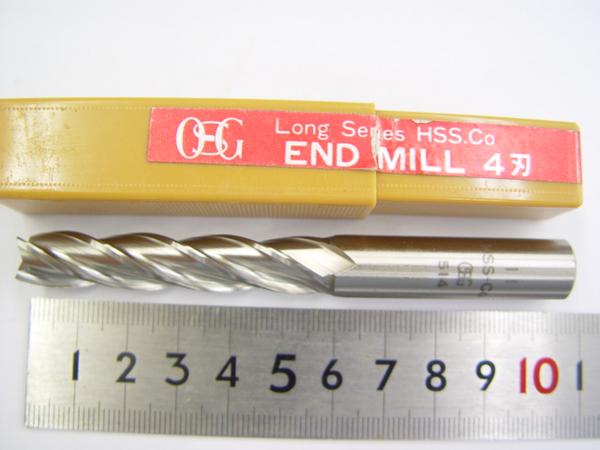 OSG
Long Series HSS.Co
END MILL 4刃
11
HSS-Co
OSG
514
1 2 3 4 5 6 7 8 9 10 1